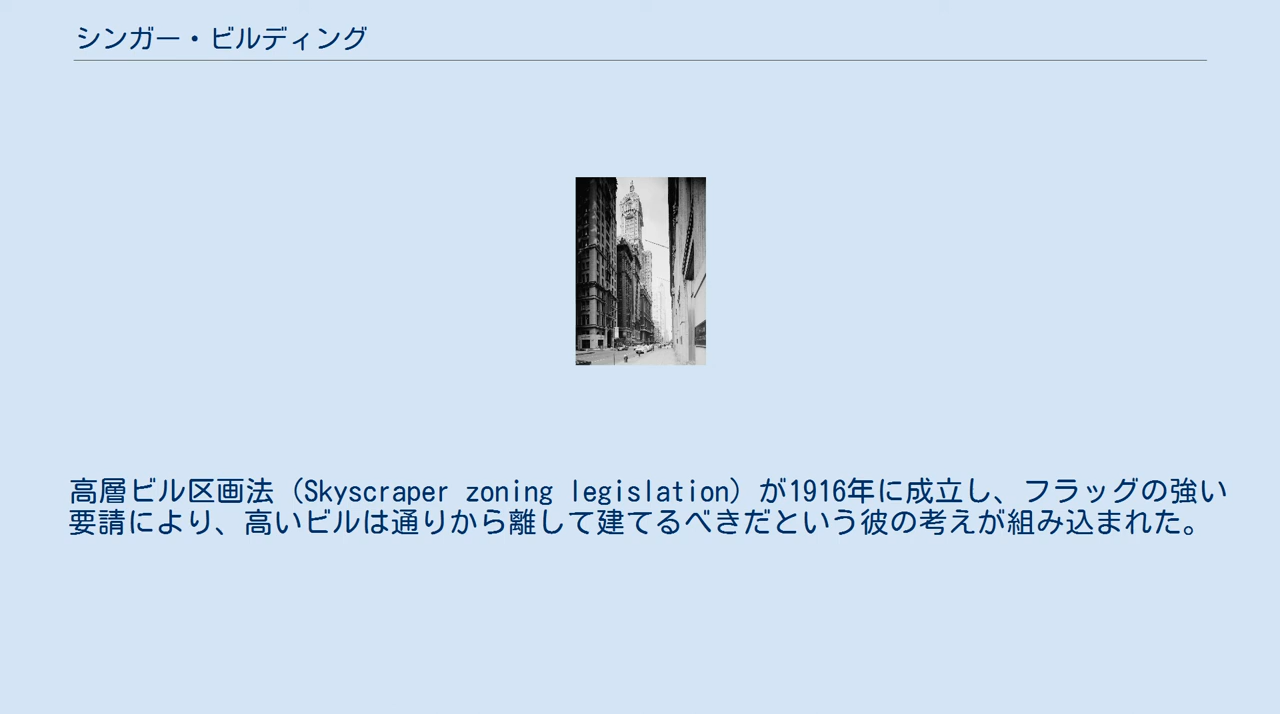 シンガー・ビルディング
高層ビル区画法（Skyscraper zoning legislation）が1916年に成立し、フラッグの強い
要請により、高いビルは通りから離して建てるべきだという彼の考えが組み込まれた。